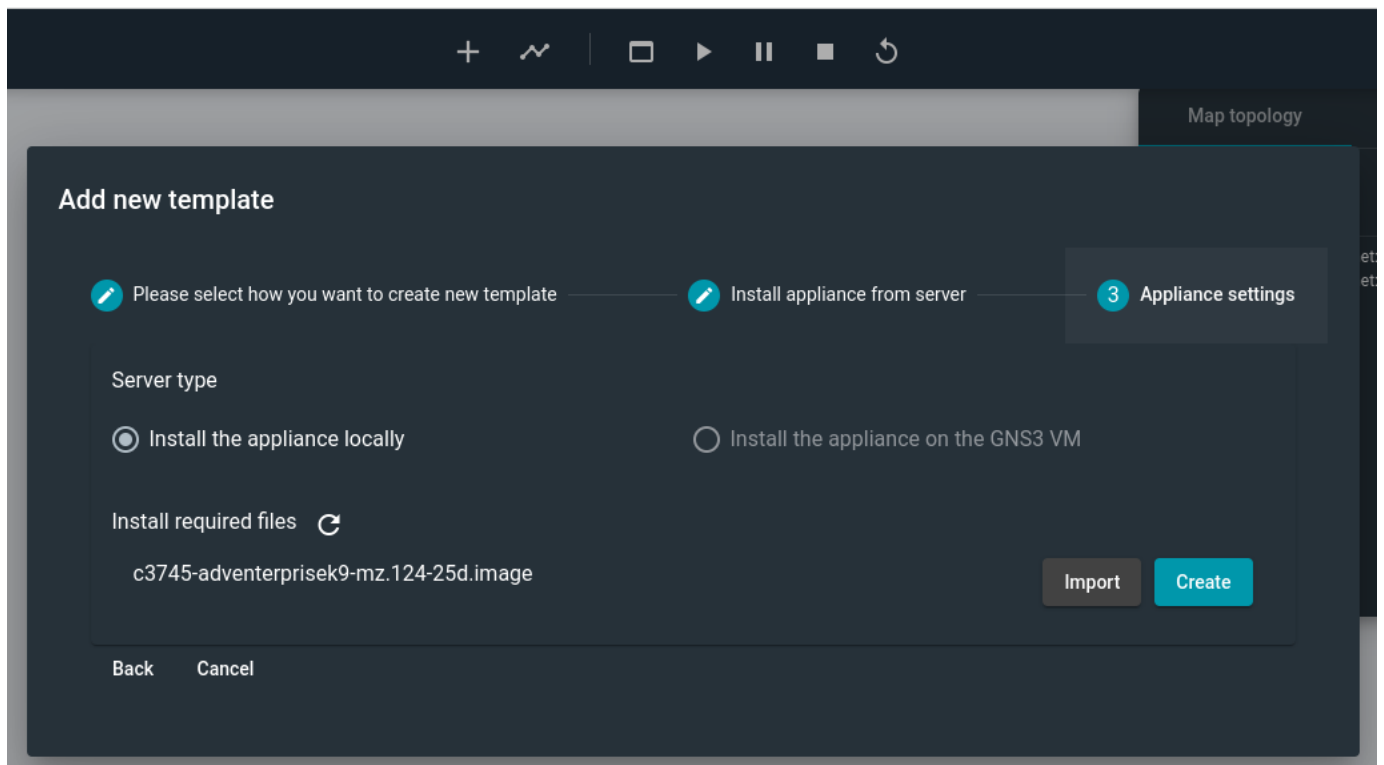 Map topology
Add new template
Please select how you want to create new template
Install appliance from server
3
Appliance settings
Server type
Install the appliance locally
Install the appliance on the GNS3 VM
Install required files
c3745-adventerprisek9-mz.124-25d.image
Import
Create
Back
Cancel